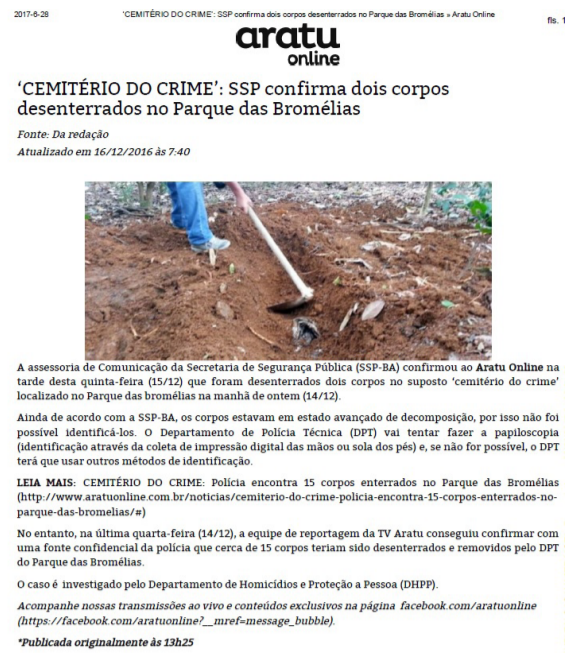 2017-6-28 'CEMITÉRIO DO CRIME': SSP confirma dois corpos desenterrados no Parque das Bromélias » Aratu Online
fls. 1
aratu
online
‘CEMITÉRIO DO CRIME’: SSP confirma dois corpos
desenterrados no Parque das Bromélias
Fonte: Da redação
Atualizado em 16/12/2016 às 7:40
A assessoria de Comunicação da Secretaria de Segurança Pública (SSP-BA) confirmou ao Aratu Online na
tarde desta quinta-feira (15/12) que foram desenterrados dois corpos no suposto ‘cemitério do crime’
localizado no Parque das bromélias na manhã de ontem (14/12).
Ainda de acordo com a SSP-BA, os corpos estavam em estado avançado de decomposição, por isso não foi
possível identificá-los. O Departamento de Polícia Técnica (DPT) vai tentar fazer a papiloscopia
(identificação através da coleta de impressão digital das mãos ou sola dos pés) e, se não for possível, o DPT
terá que usar outros métodos de identificação.
LEIA MAIS: CEMITÉRIO DO CRIME: Polícia encontra 15 corpos enterrados no Parque das Bromélias
(http://www.aratuonline.com.br/noticias/cemiterio-do-crime-policia-encontra-15-corpos-enterrados-no-
parque-das-bromelias/#)
No entanto, na última quarta-feira (14/12), a equipe de reportagem da TV Aratu conseguiu confirmar com
uma fonte confidencial da polícia que cerca de 15 corpos teriam sido desenterrados e removidos pelo DPT
do Parque das Bromélias.
O caso é investigado pelo Departamento de Homicídios e Proteção a Pessoa (DHPP).
Acompanhe nossas transmissões ao vivo e conteúdos exclusivos na página facebook.com/aratuonline
(https://facebook.com/aratuonline?__mref=message_bubble).
*Publicada originalmente às 13h25